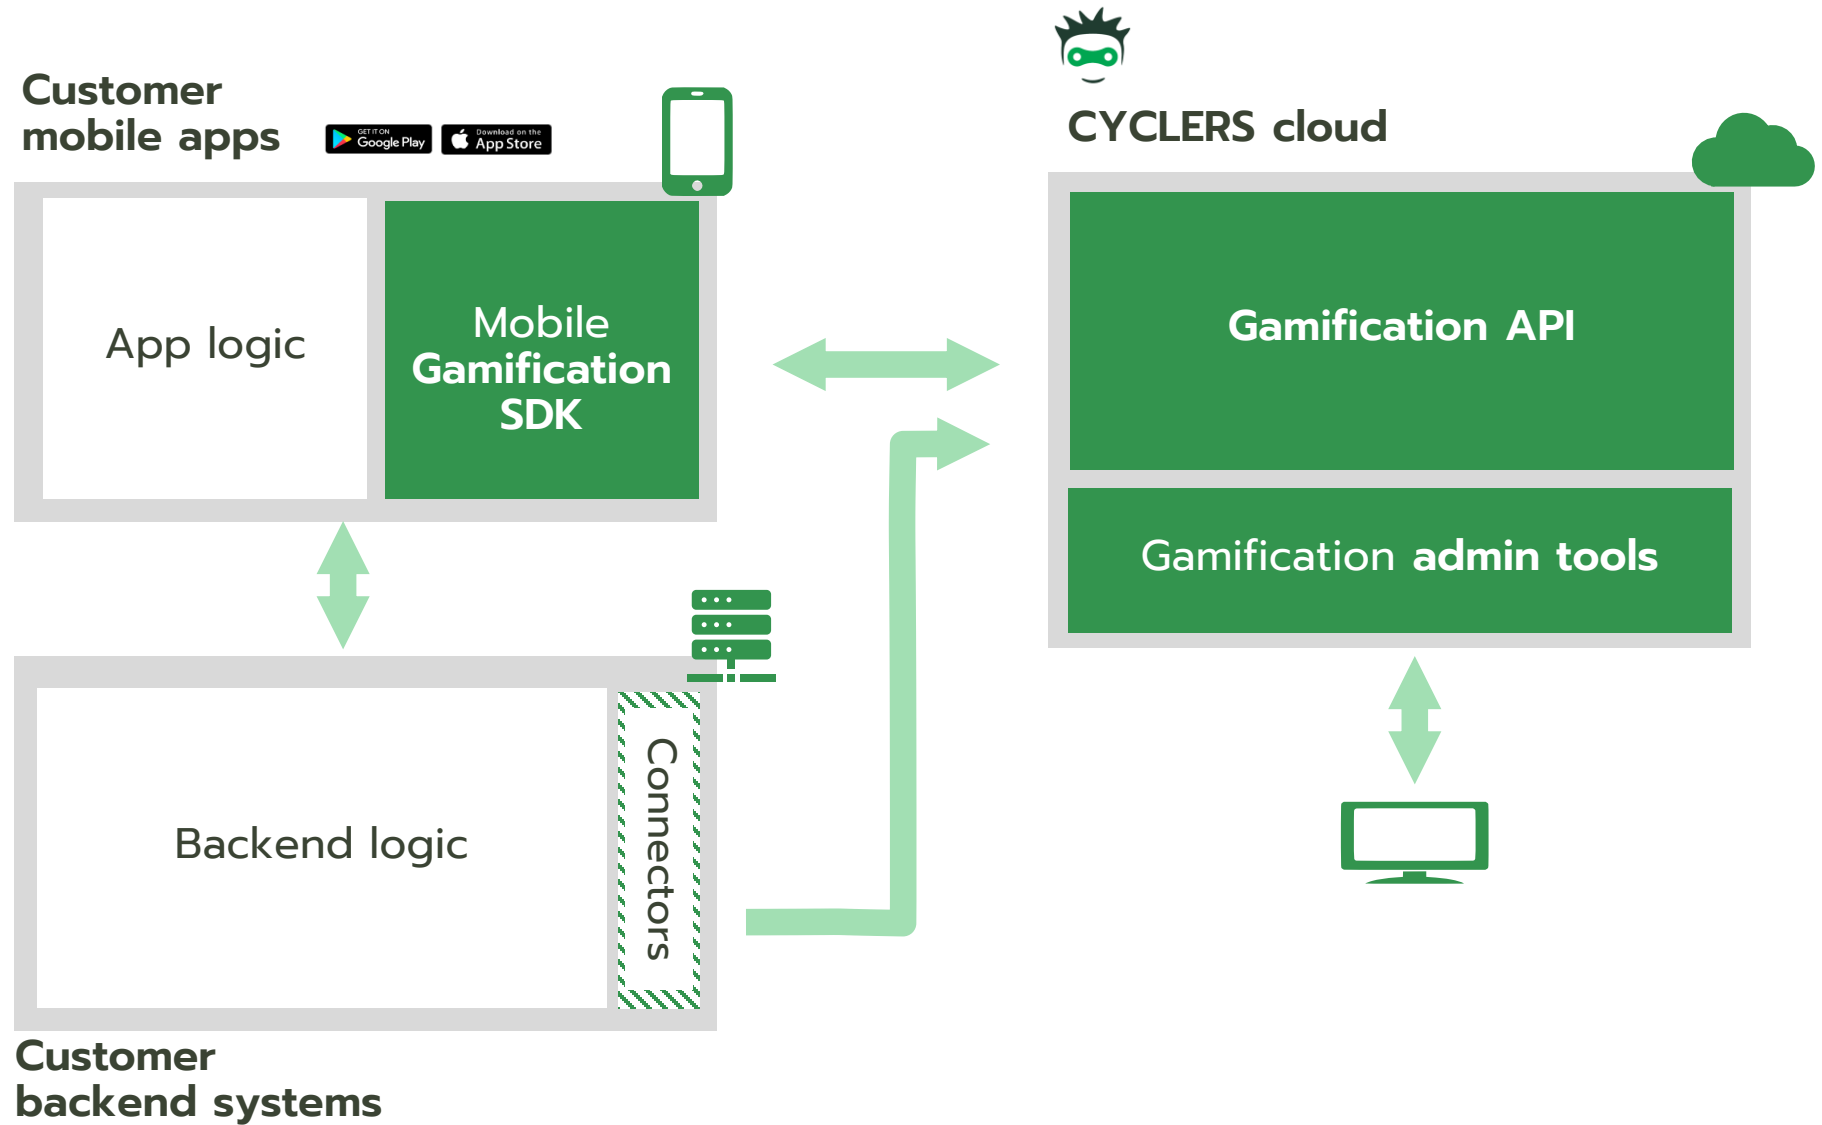 Customer
mobile apps
GET IT ON
Google Play
Download on the
App Store
CYCLERS cloud
App logic
Mobile
Gamification
SDK
Gamification API
Gamification admin tools
Backend logic
Connectors
Customer
backend systems